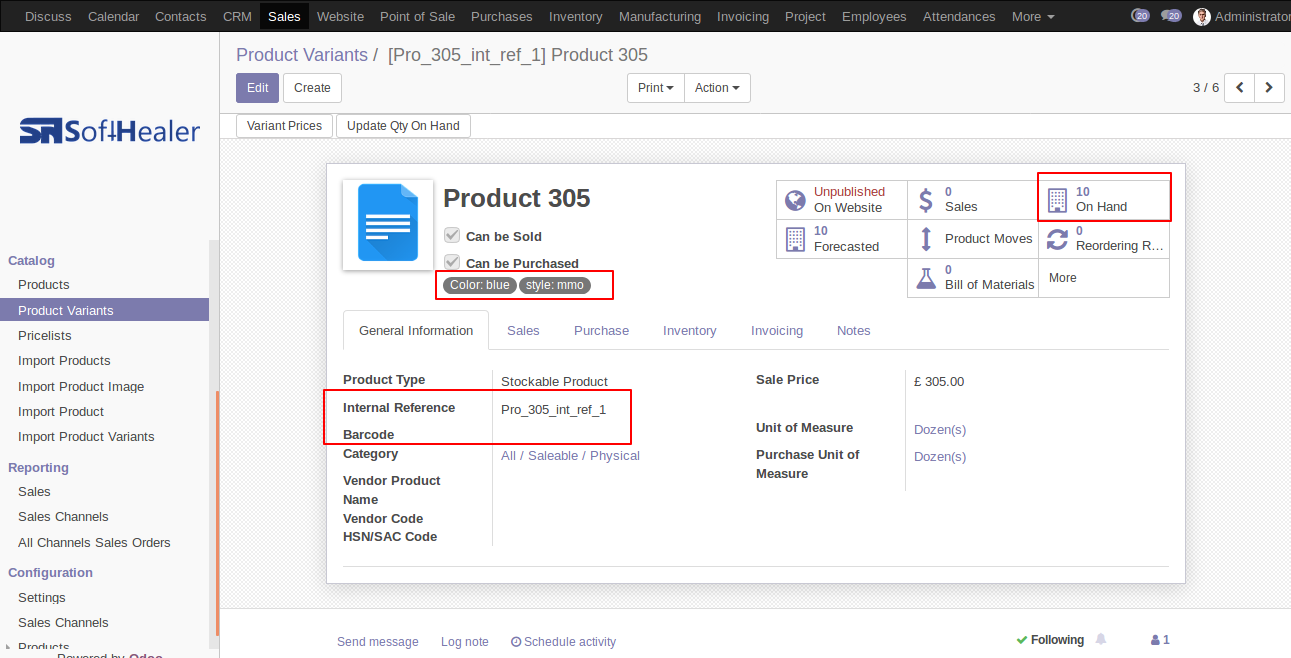 Discuss Calendar Contacts CRM Sales Website Point of Sale Purchases Inventory Manufacturing Invoicing Project Employees Attendances More 20 20 Administrator
Product Variants / [Pro_305_int_ref_1] Product 305
Edit Create Print Action 3 / 6
Variant Prices Update Qty On Hand
SoftHealer
Catalog
Products
Product Variants
Pricelists
Import Products
Import Product Image
Import Product
Import Product Variants
Reporting
Sales
Sales Channels
All Channels Sales Orders
Configuration
Settings
Sales Channels
Products
Powered by Odoo
Product 305
Can be Sold
Can be Purchased
Color: blue style: mmo
Unpublished
On Website
0
Sales
10
On Hand
10
Forecasted
Product Moves
0
Reordering R...
0
Bill of Materials
More
General Information Sales Purchase Inventory Invoicing Notes
Product Type Stockable Product
Internal Reference Pro_305_int_ref_1
Barcode
Category All / Saleable / Physical
Vendor Product
Name
Vendor Code
HSN/SAC Code
Sale Price £ 305.00
Unit of Measure Dozen(s)
Purchase Unit of Dozen(s)
Measure
Send message Log note Schedule activity Following 1